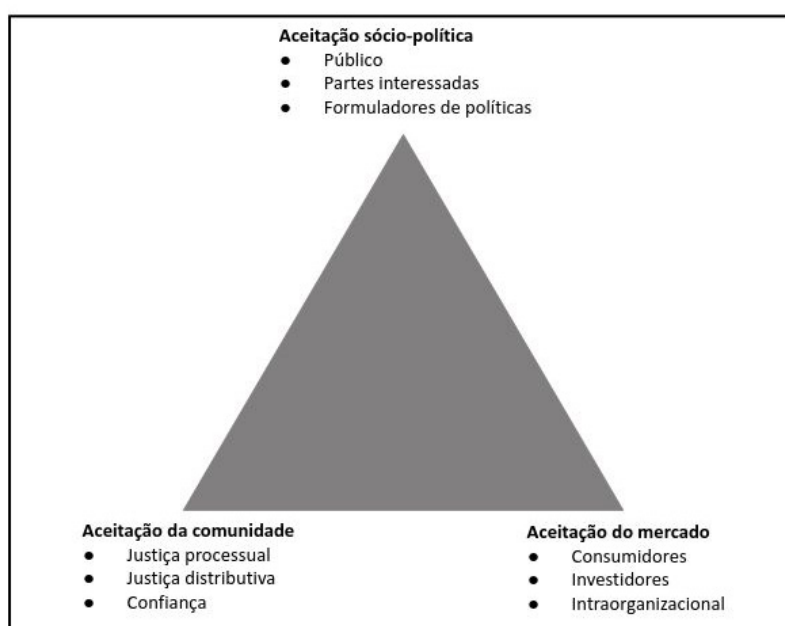 Aceitação sócio-política
● Público
● Partes interessadas
● Formuladores de políticas
Aceitação da comunidade
● Justiça processual
● Justiça distributiva
● Confiança
Aceitação do mercado
● Consumidores
● Investidores
● Intraorganizacional